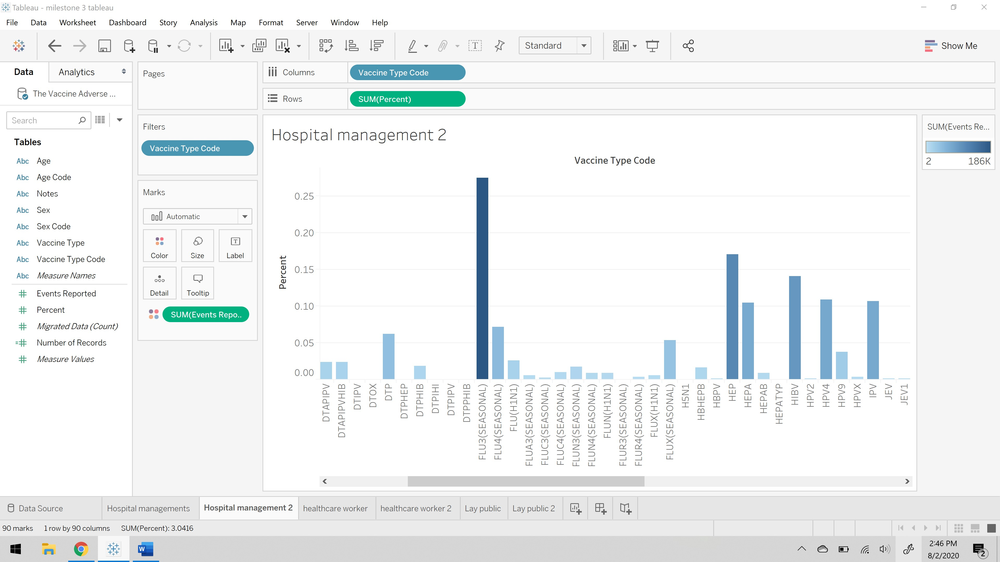 Tableau - milestone 3 tableau
File Data Worksheet Dashboard Story Analysis Map Format Server Window Help
T
Standard
Show Me
Data
Analytics
The Vaccine Adverse ...
Search
Tables
Abc Age
Abc Age Code
Abc Notes
Abc Sex
Abc Sex Code
Abc Vaccine Type
Abc Vaccine Type Code
Abc Measure Names
Events Reported
Percent
Migrated Data (Count)
Number of Records
Measure Values
Pages
Filters
Vaccine Type Code
Marks
Automatic
Color
Size
T
Label
Detail
Tooltip
SUM(Events Repo..
Columns
Vaccine Type Code
Rows
SUM(Percent)
Hospital management 2
Vaccine Type Code
Percent
0.25
0.20
0.15
0.10
0.05
0.00
DTAPIPV
DTAPIPVHIB
DTIPV
DTOX
DTP
DTPHEP
DTPHIB
DTPIHI
DTPIPV
DTPPHIB
FLU3(SEASONAL)
FLU4(SEASONAL)
FLU(H1N1)
FLUA3(SEASONAL)
FLUC3(SEASONAL)
FLUC4(SEASONAL)
FLUN3(SEASONAL)
FLUN4(SEASONAL)
FLUN(H1N1)
FLUR3(SEASONAL)
FLUR4(SEASONAL)
FLUX(H1N1)
FLUX(SEASONAL)
H5N1
HBHEPB
HBPV
HEP
HEPA
HEPAB
HEPATYP
HIBV
HPV2
HPV4
HPV9
HPVX
IPV
JEV
JEV1
SUM(Events Re...
2 186K
Data Source
Hospital managements
Hospital management 2
healthcare worker
healthcare worker 2
Lay public
Lay public 2
90 marks 1 row by 90 columns SUM(Percent): 3.0416
W
2:46 PM
8/2/2020
2